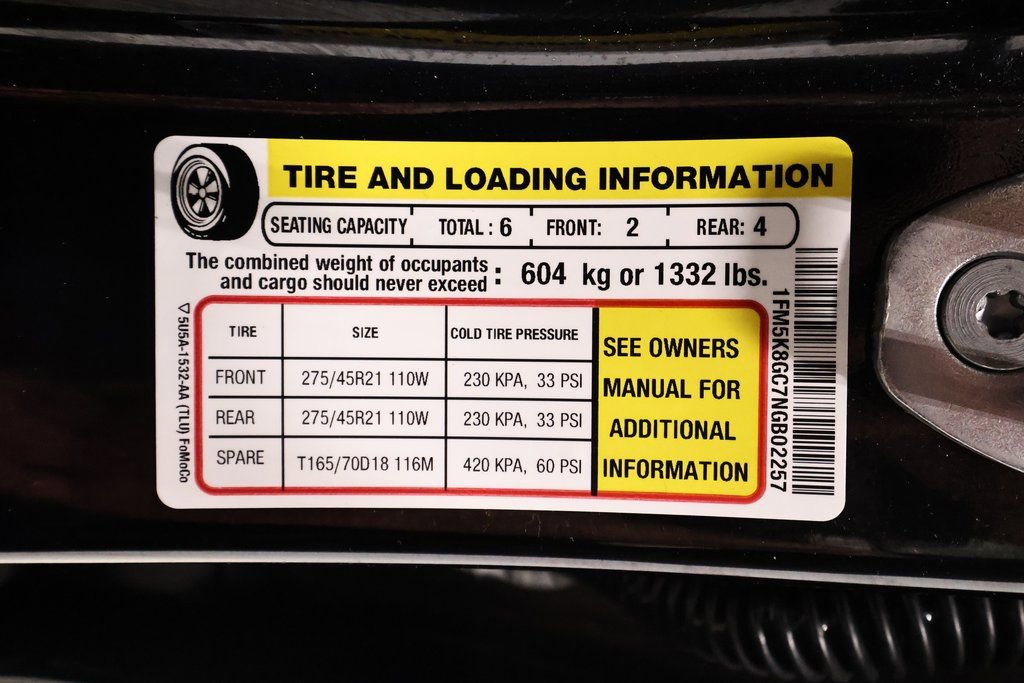 TIRE AND LOADING INFORMATION
SEATING CAPACITY TOTAL : 6 FRONT: 2 REAR: 4
The combined weight of occupants
and cargo should never exceed : 604 kg or 1332 lbs.
TIRE SIZE COLD TIRE PRESSURE
FRONT 275/45R21 110W 230 KPA, 33 PSI
REAR 275/45R21 110W 230 KPA, 33 PSI
SPARE T165/70D18 116M 420 KPA, 60 PSI
SEE OWNERS
MANUAL FOR
ADDITIONAL
INFORMATION
1FM5K8GC7NGB02257
5U5A-1532-AA (TLU) FoMoCo